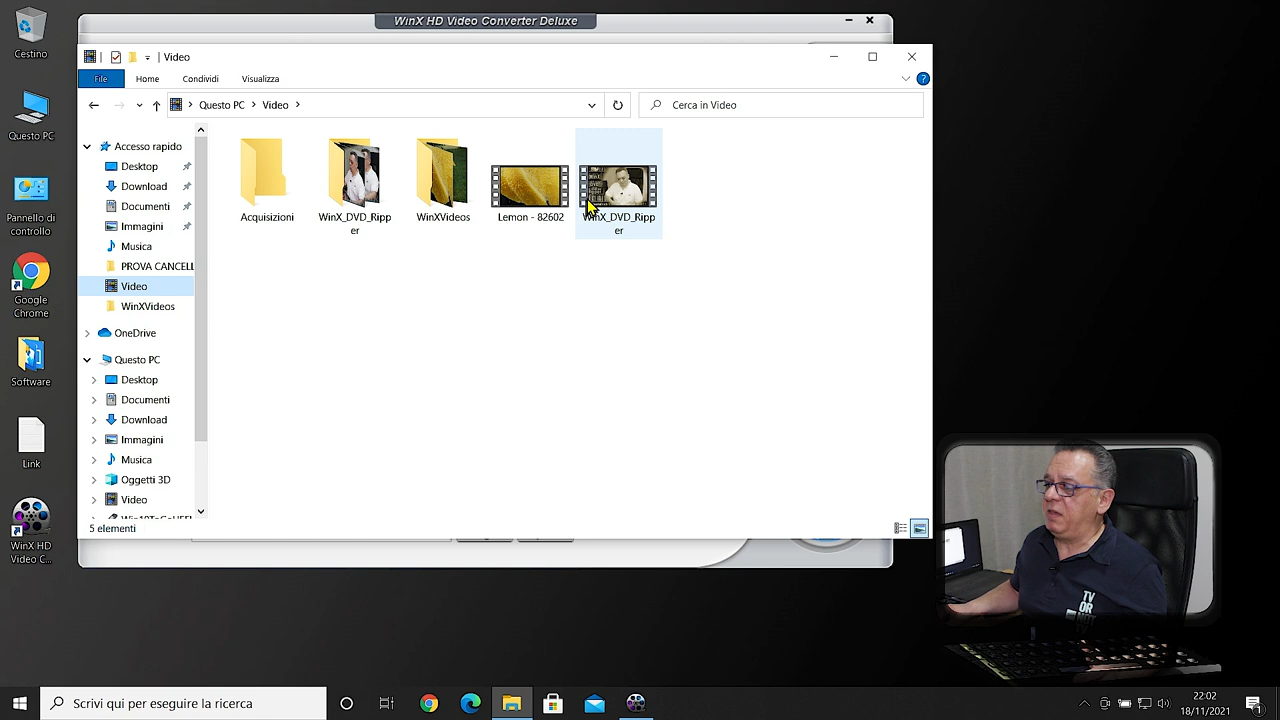 WinX HD Video Converter Deluxe
Cestino
Video
File
Home
Condividi
Visualizza
Questo PC
Video
Cerca in Video
Questo PC
Accesso rapido
Desktop
Download
Documenti
Immagini
Musica
PROVA CANCELL
Video
WinXVideos
OneDrive
Questo PC
Desktop
Documenti
Download
Immagini
Musica
Oggetti 3D
Video
Acquisizioni
WinX_DVD_Ripp
er
WinXVideos
Lemon - 82602
WinX_DVD_Ripp
er
Pannello di
controllo
Google
Chrome
Software
Link
WinX HD
Video C...
5 elementi
TV
OR
Scrivi qui per eseguire la ricerca
22:02
18/11/2021
1